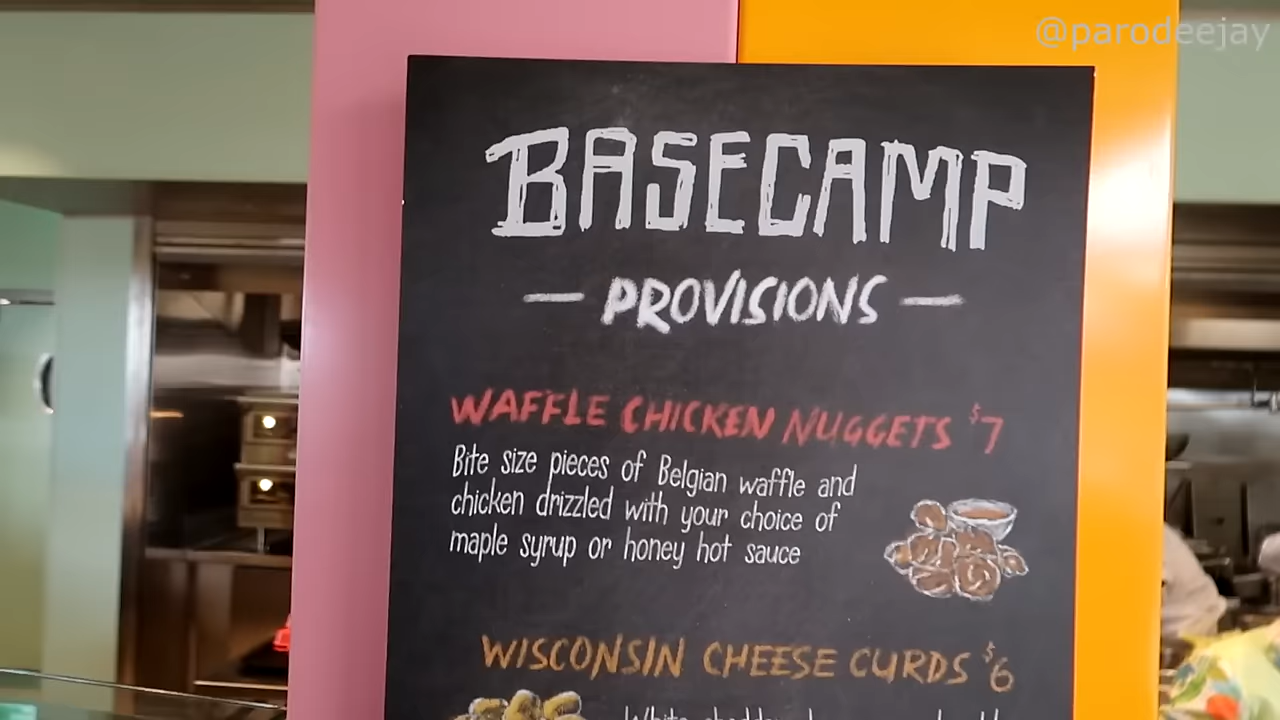 @parodeejay
BASECAMP
— PROVISIONS —
WAFFLE CHICKEN NUGGETS $7
Bite size pieces of Belgian waffle and
chicken drizzled with your choice of
maple syrup or honey hot sauce
WISCONSIN CHEESE CURDS $6
White